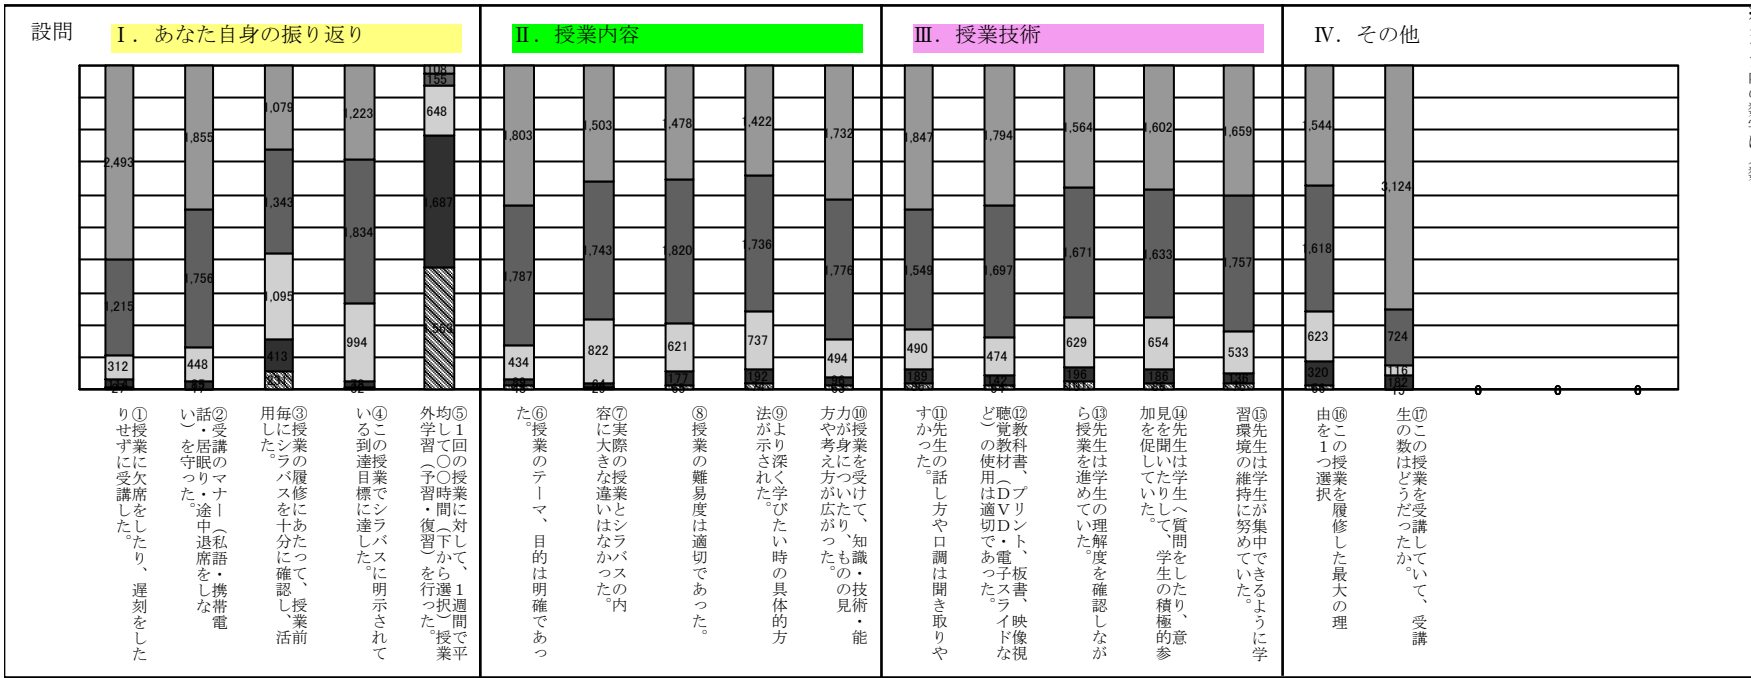 設問
Ⅰ．あなた自身の振り返り
Ⅱ．授業内容
Ⅲ．授業技術
Ⅳ．その他
2,493
1,215
312
27
1,855
1,756
448
85
17
1,079
1,343
1,095
413
231
1,223
1,834
994
78
32
108
155
648
1,687
1,563
1,803
1,787
434
1,503
1,743
822
64
1,478
1,820
621
177
1,422
1,736
737
192
1,732
1,776
494
1,847
1,549
490
189
1,794
1,697
474
142
1,564
1,671
629
196
1,602
1,633
654
186
1,659
1,757
533
1,544
1,618
623
320
3,124
724
116
182
15
0
0
0
①授業に欠席をしたり、遅刻をした
りせずに受講した。
②受講のマナー（私語・携帯電
話・居眠り・途中退席をしな
い）を守った。
③授業の履修にあたって、授業前
毎にシラバスを十分に確認し、活
用した。
④この授業でシラバスに明示されて
いる到達目標に達した。
⑤１回の授業に対して、１週間で平
均して〇〇時間（下から選択）授業
外学習（予習・復習）を行った。
⑥授業のテーマ、目的は明確であっ
た。
⑦実際の授業とシラバスの内
容に大きな違いはなかった。
⑧授業の難易度は適切であった。
⑨より深く学びたい時の具体的方
法が示された。
⑩授業を受けて、知識・技術・能
力が身についたり、ものの見
方や考え方が広がった。
⑪先生の話し方や口調は聞き取りや
すかった。
⑫教科書、プリント、板書、映像視
聴覚教材（ＤＶＤ・電子スライドな
ど）の使用は適切であった。
⑬先生は学生の理解度を確認しなが
ら授業を進めていた。
⑭先生は学生へ質問をしたり、意
見を聞いたりして、学生の積極的参
加を促していた。
⑮先生は学生が集中できるように学
習環境の維持に努めていた。
⑯この授業を履修した最大の理
由を１つ選択
⑰この授業を受講していて、受講
生の数はどうだったか。